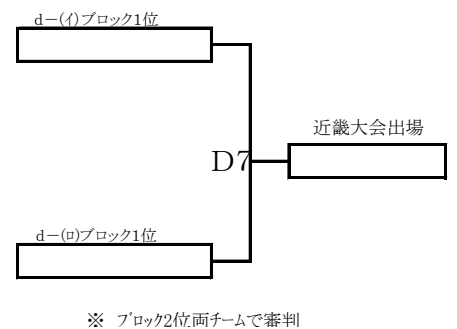 d－(ｲ)ブロック1位
近畿大会出場
D7
d－(ﾛ)ブロック1位
※ ブロック2位両チームで審判